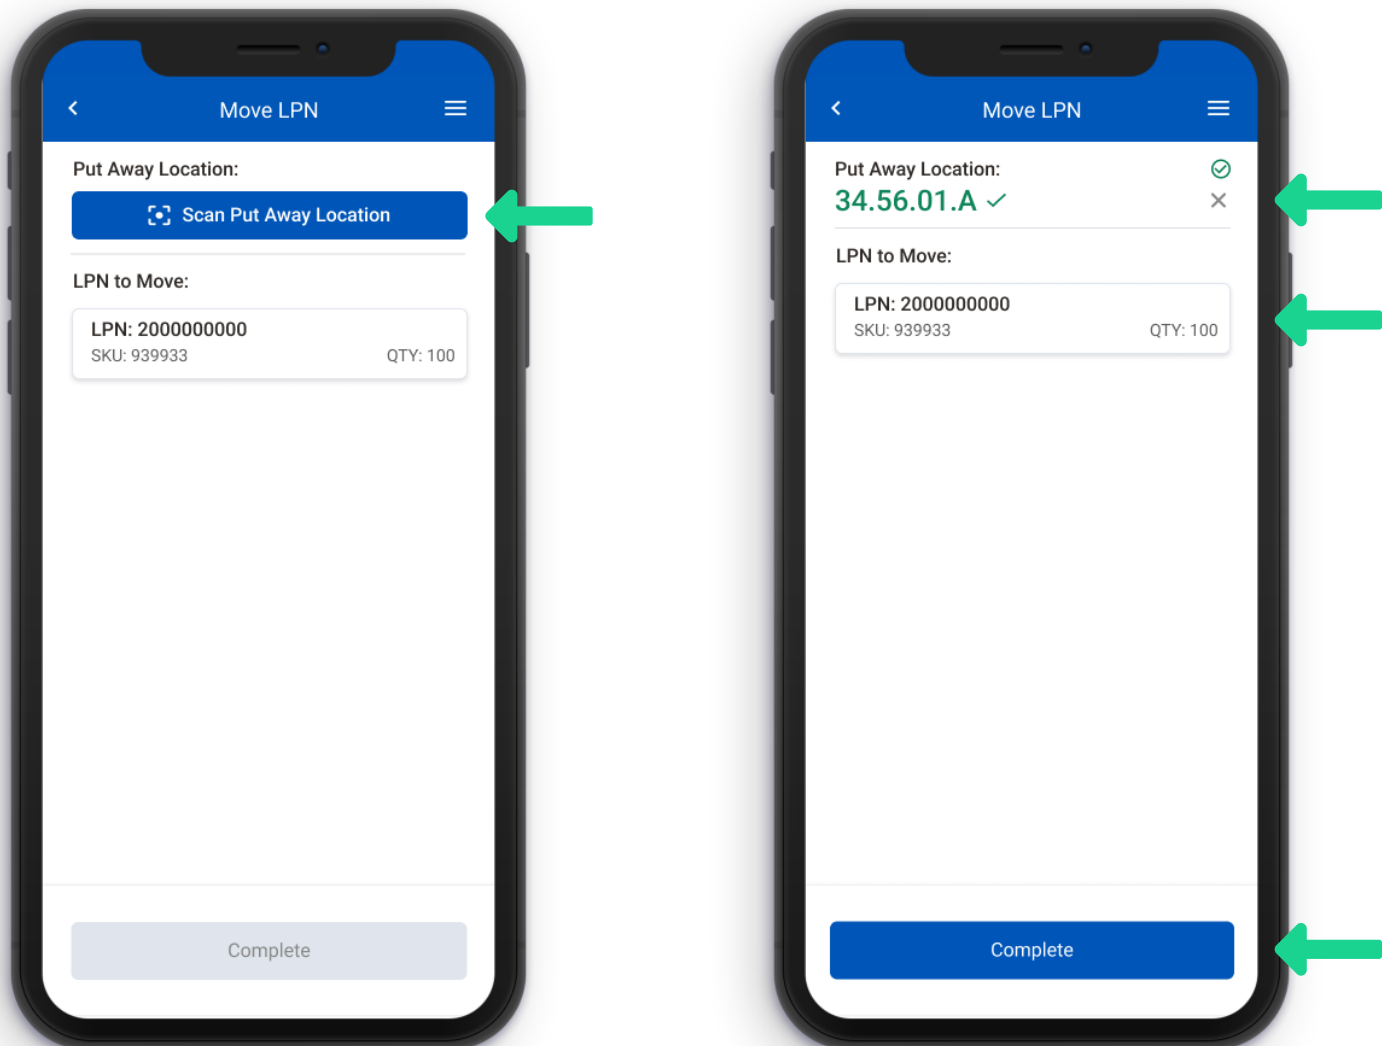 Move LPN
Put Away Location:
Scan Put Away Location
LPN to Move:
LPN: 2000000000
SKU: 939933 QTY: 100
Complete
Move LPN
Put Away Location:
34.56.01.A
LPN to Move:
LPN: 2000000000
SKU: 939933 QTY: 100
Complete